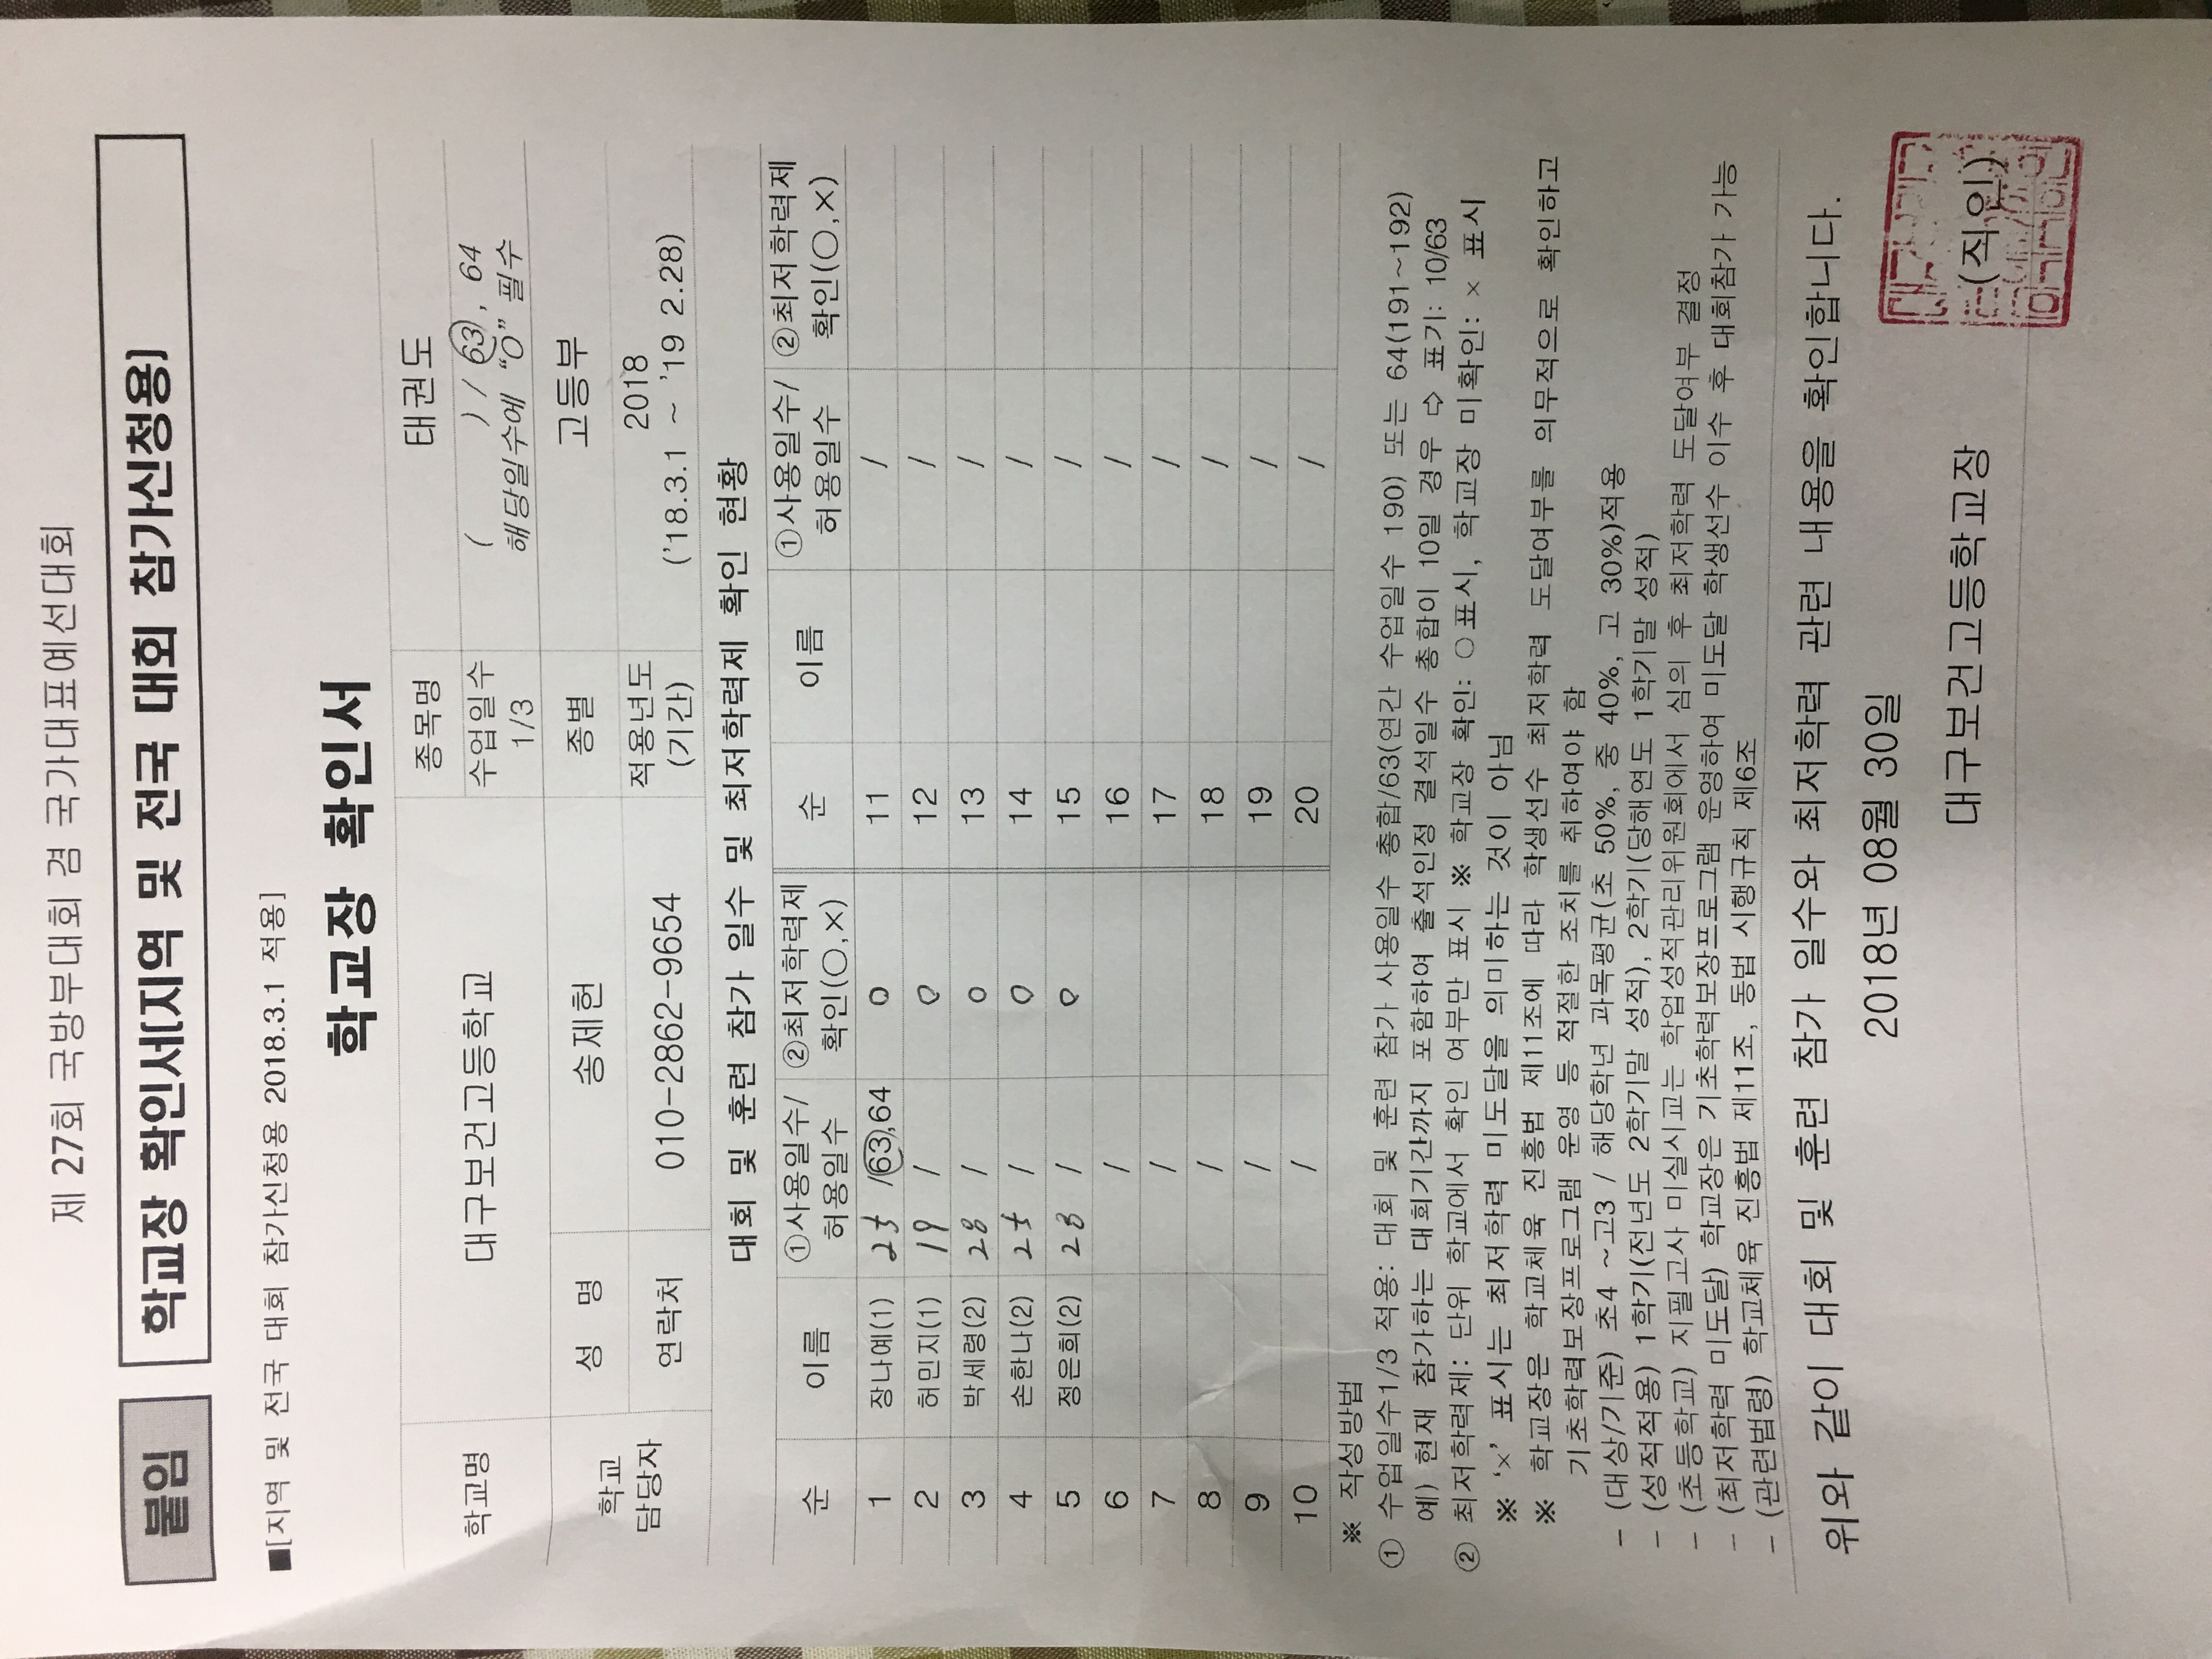 제 27회 국방부대회 겸 국가대표예선대회
붙임 학교장 확인서[지역 및 전국 대회 참가신청용]
■[지역 및 전국 대회 참가신청용 2018.3.1 적용]
학교장 확인서
학교명 대구보건고등학교 종목명 태권도
수업일수 1/3 ( ) / 63, 64
해당일수에 "O" 필수
학교 담당자 성 명 송제헌 종별 고등부
연락처 010-2862-9654 적용년도 (기간) 2018
('18.3.1 ~ '19 2.28)
대회 및 훈련 참가 일수 및 최저학력제 확인 현황
순 이름 ①사용일수/ 허용일수 ②최저학력제 확인(○,×) 순 이름 ①사용일수/ 허용일수 ②최저학력제 확인(○,×)
1 장나예(1) 25 /63,64 o 11 /
2 허민지(1) 19 / o 12 /
3 박세령(2) 28 / o 13 /
4 손한나(2) 25 / o 14 /
5 정은희(2) 28 / o 15 /
6 / 16 /
7 / 17 /
8 / 18 /
9 / 19 /
10 / 20 /
※ 작성방법
① 수업일수1/3 적용: 대회 및 훈련 참가 사용일수 총합/63(연간 수업일수 190) 또는 64(191~192)
예) 현재 참가하는 대회기간까지 포함하여 출석인정 결석일수 총합이 10일 경우 ⇨ 표기: 10/63
② 최저학력제: 단위 학교에서 확인 여부만 표시 ※ 학교장 확인: ○표시, 학교장 미확인: × 표시
※ '×' 표시는 최저학력 미도달을 의미하는 것이 아님
※ 학교장은 학교체육 진흥법 제11조에 따라 학생선수 최저학력 도달여부를 의무적으로 확인하고
기초학력보장프로그램 운영 등 적절한 조치를 취하여야 함
- (대상/기준) 초4 ~고3 / 해당학년 과목평균(초 50%, 중 40%, 고 30%)적용
- (성적적용) 1학기(전년도 2학기말 성적), 2학기(당해연도 1학기말 성적)
- (초등학교) 지필고사 미실시교는 학업성적관리위원회에서 심의 후 최저학력 도달여부 결정
- (최저학력 미도달) 학교장은 기초학력보장프로그램 운영하여 미도달 학생선수 이수 후 대회참가 가능
- (관련법령) 학교체육 진흥법 제11조, 동법 시행규칙 제6조
위와 같이 대회 및 훈련 참가 일수와 최저학력 관련 내용을 확인합니다.
2018년 08월 30일
대구보건고등학교장 (직인)